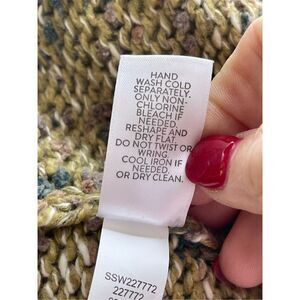 HAND
WASH COLD
SEPARATELY.
ONLY NON-
CHLORINE
BLEACH IF
NEEDED.
RESHAPE AND
DRY FLAT.
DO NOT TWIST OR
WRING.
COOL IRON IF
NEEDED.
OR DRY CLEAN.
SSW227772
227772